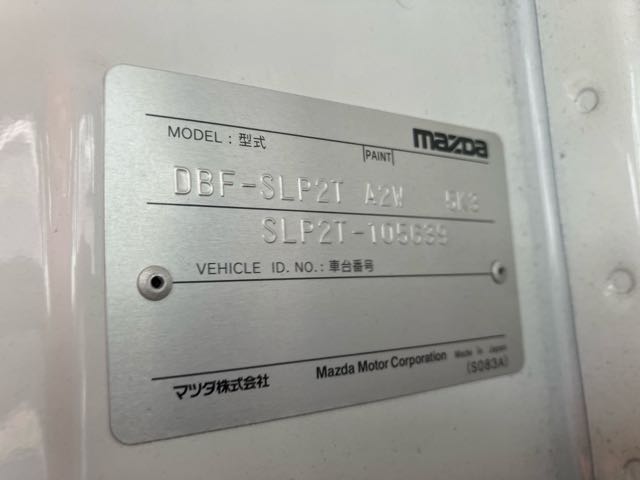 MODEL : 型式 PAINT mazda
DBF-SLP2T A2W 5K3
SLP2T-105639
VEHICLE ID. NO. : 車台番号
マツダ株式会社 Mazda Motor Corporation Made in Japan
(S083A)